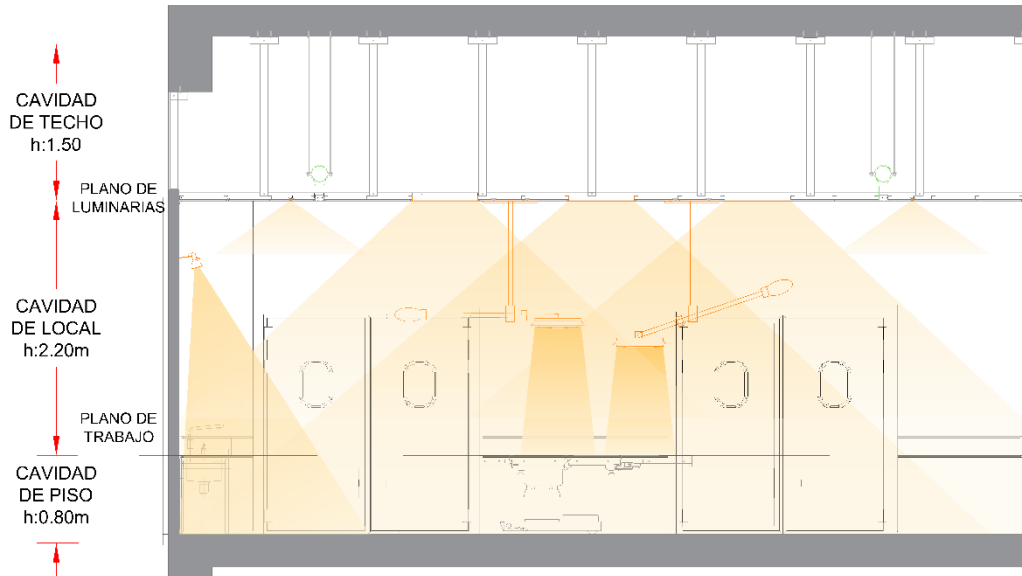 CAVIDAD
DE TECHO
h:1.50
PLANO DE
LUMINARIAS
CAVIDAD
DE LOCAL
h:2.20m
PLANO DE
TRABAJO
CAVIDAD
DE PISO
h:0.80m